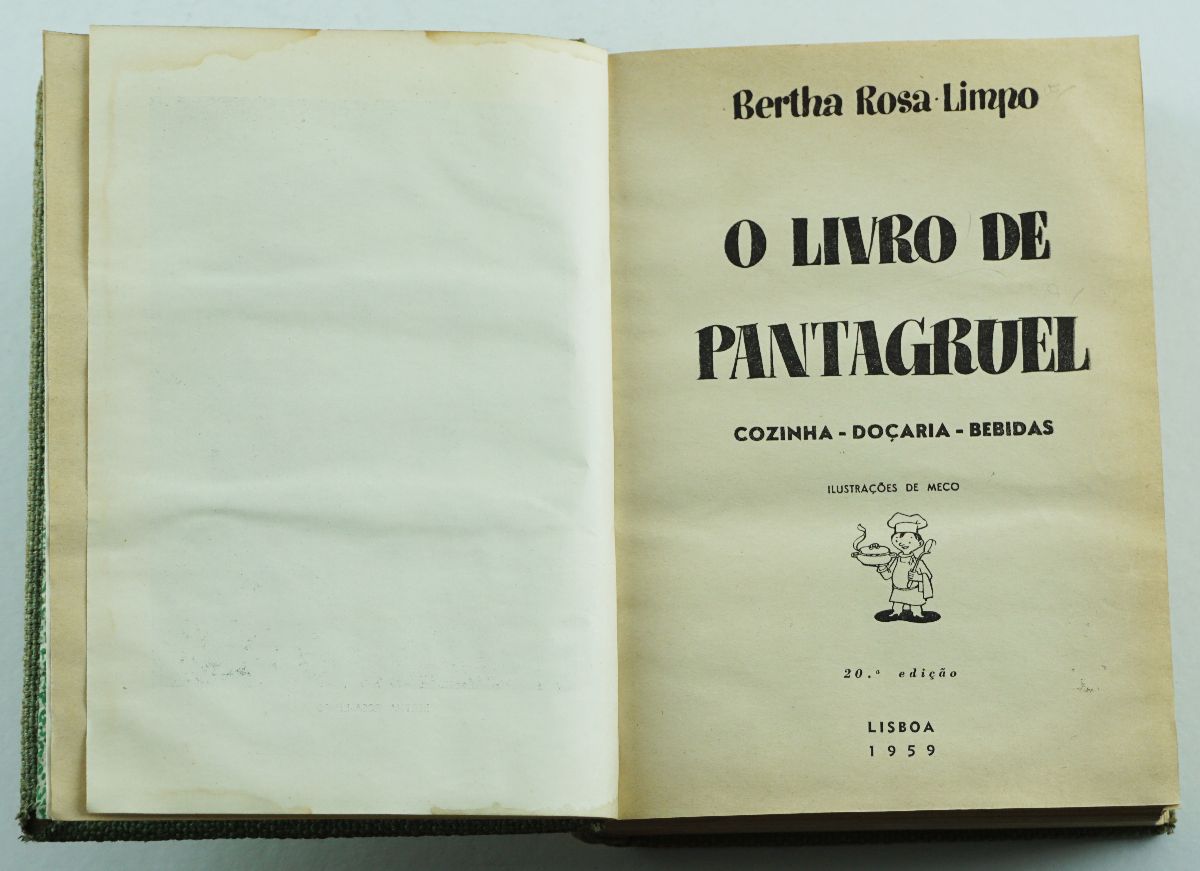 Bertha Rosa-Limpo
O LIVRO DE
PANTAGRUEL
COZINHA - DOÇARIA - BEBIDAS
ILUSTRAÇÕES DE MECO
20.ª edição
LISBOA
1959